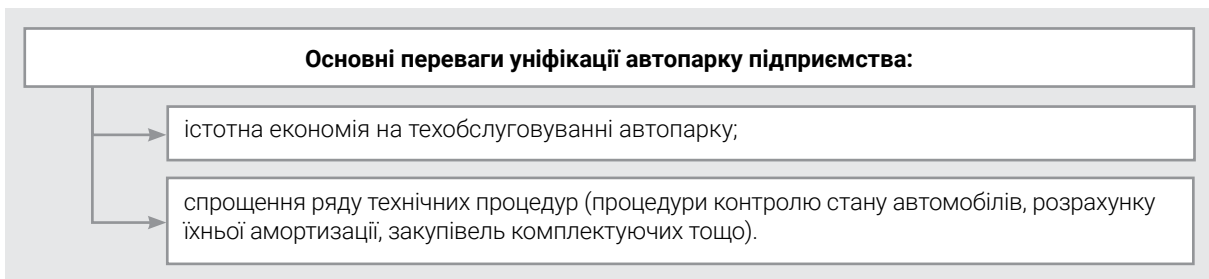 Основні переваги уніфікації автопарку підприємства:
істотна економія на техобслуговуванні автопарку;
спрощення ряду технічних процедур (процедури контролю стану автомобілів, розрахунку
їхньої амортизації, закупівель комплектуючих тощо).